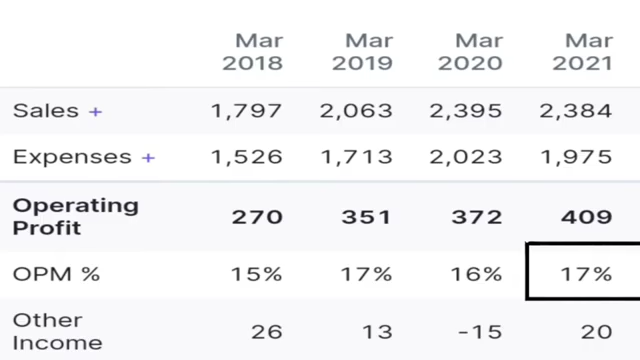 Mar Mar Mar Mar
2018 2019 2020 2021
Sales + 1,797 2,063 2,395 2,384
Expenses + 1,526 1,713 2,023 1,975
Operating
Profit 270 351 372 409
OPM % 15% 17% 16% 17%
Other
Income 26 13 -15 20